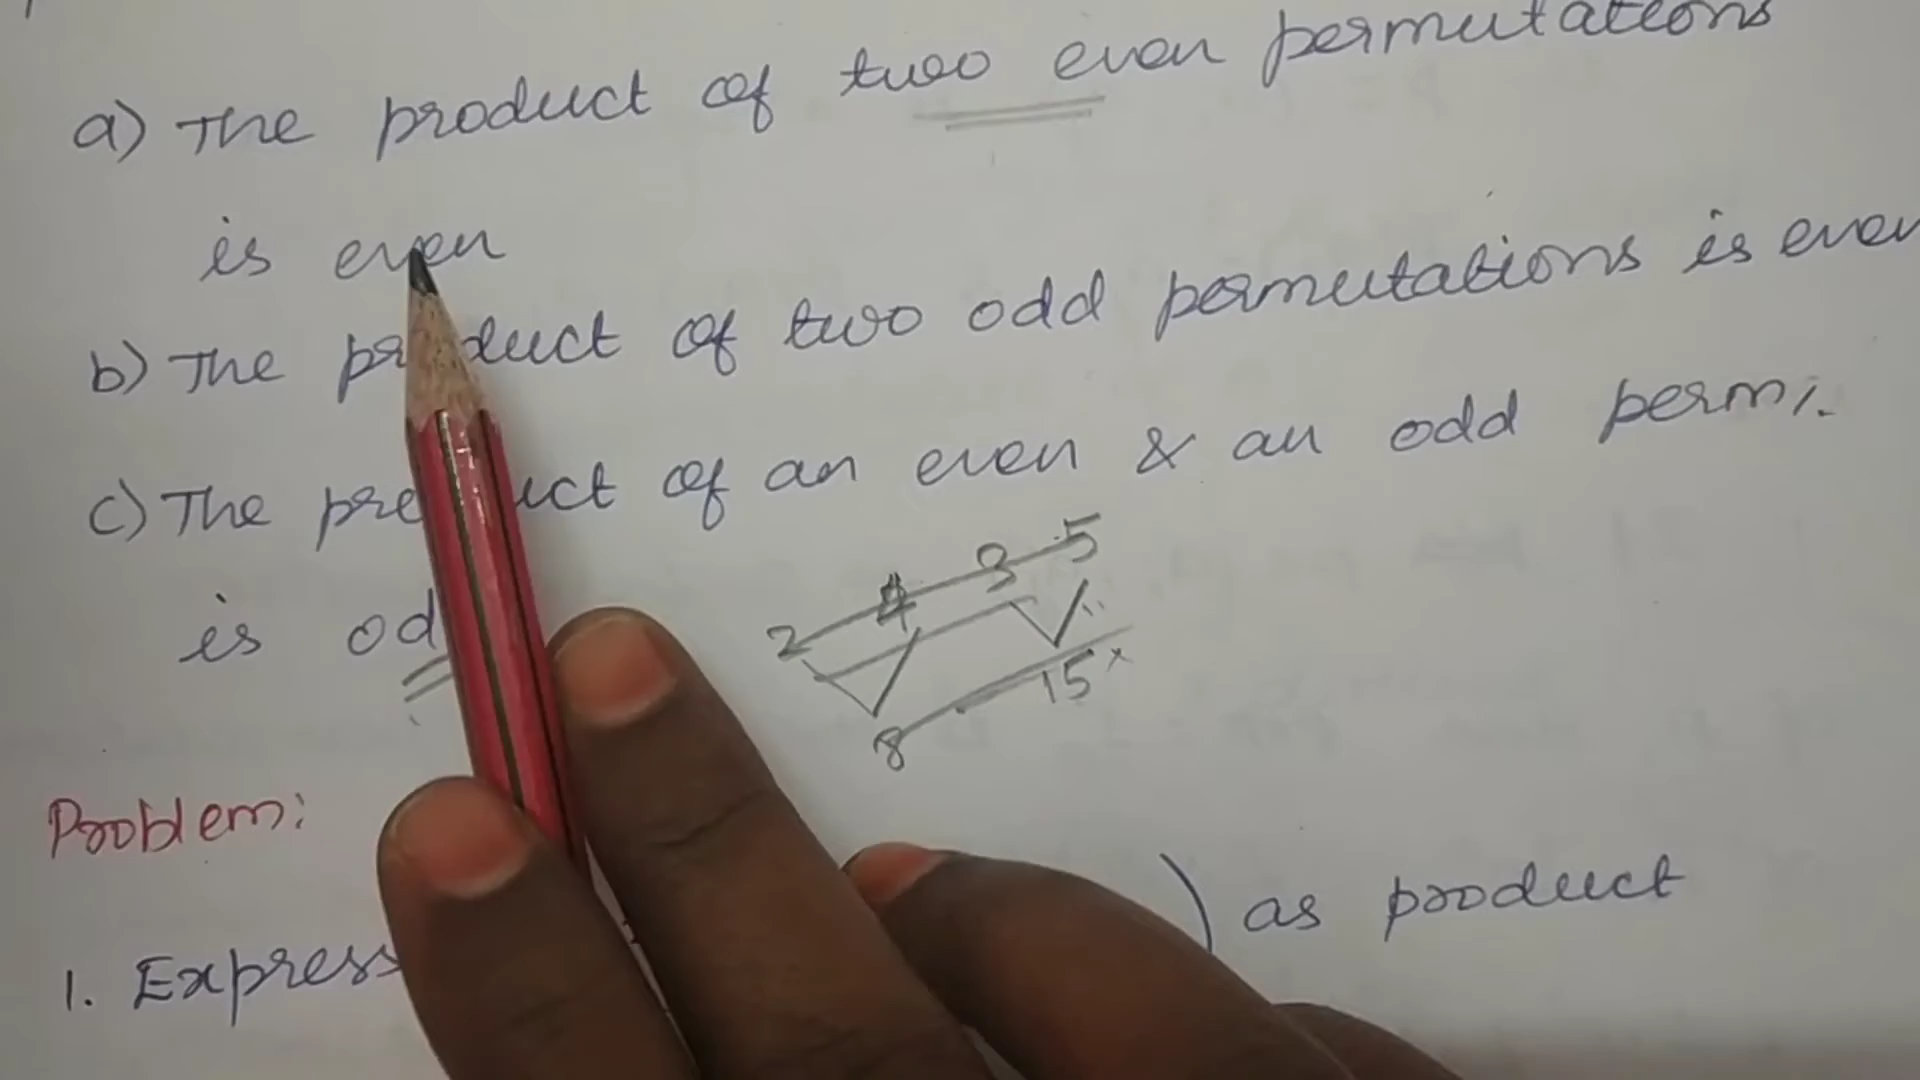 a) The product of two even permutations
is even
b) The product of two odd permutations is even
c) The product of an even & an odd perm/.
is od
2 4 3 5
8 15
Problem:
1. Express ) as product